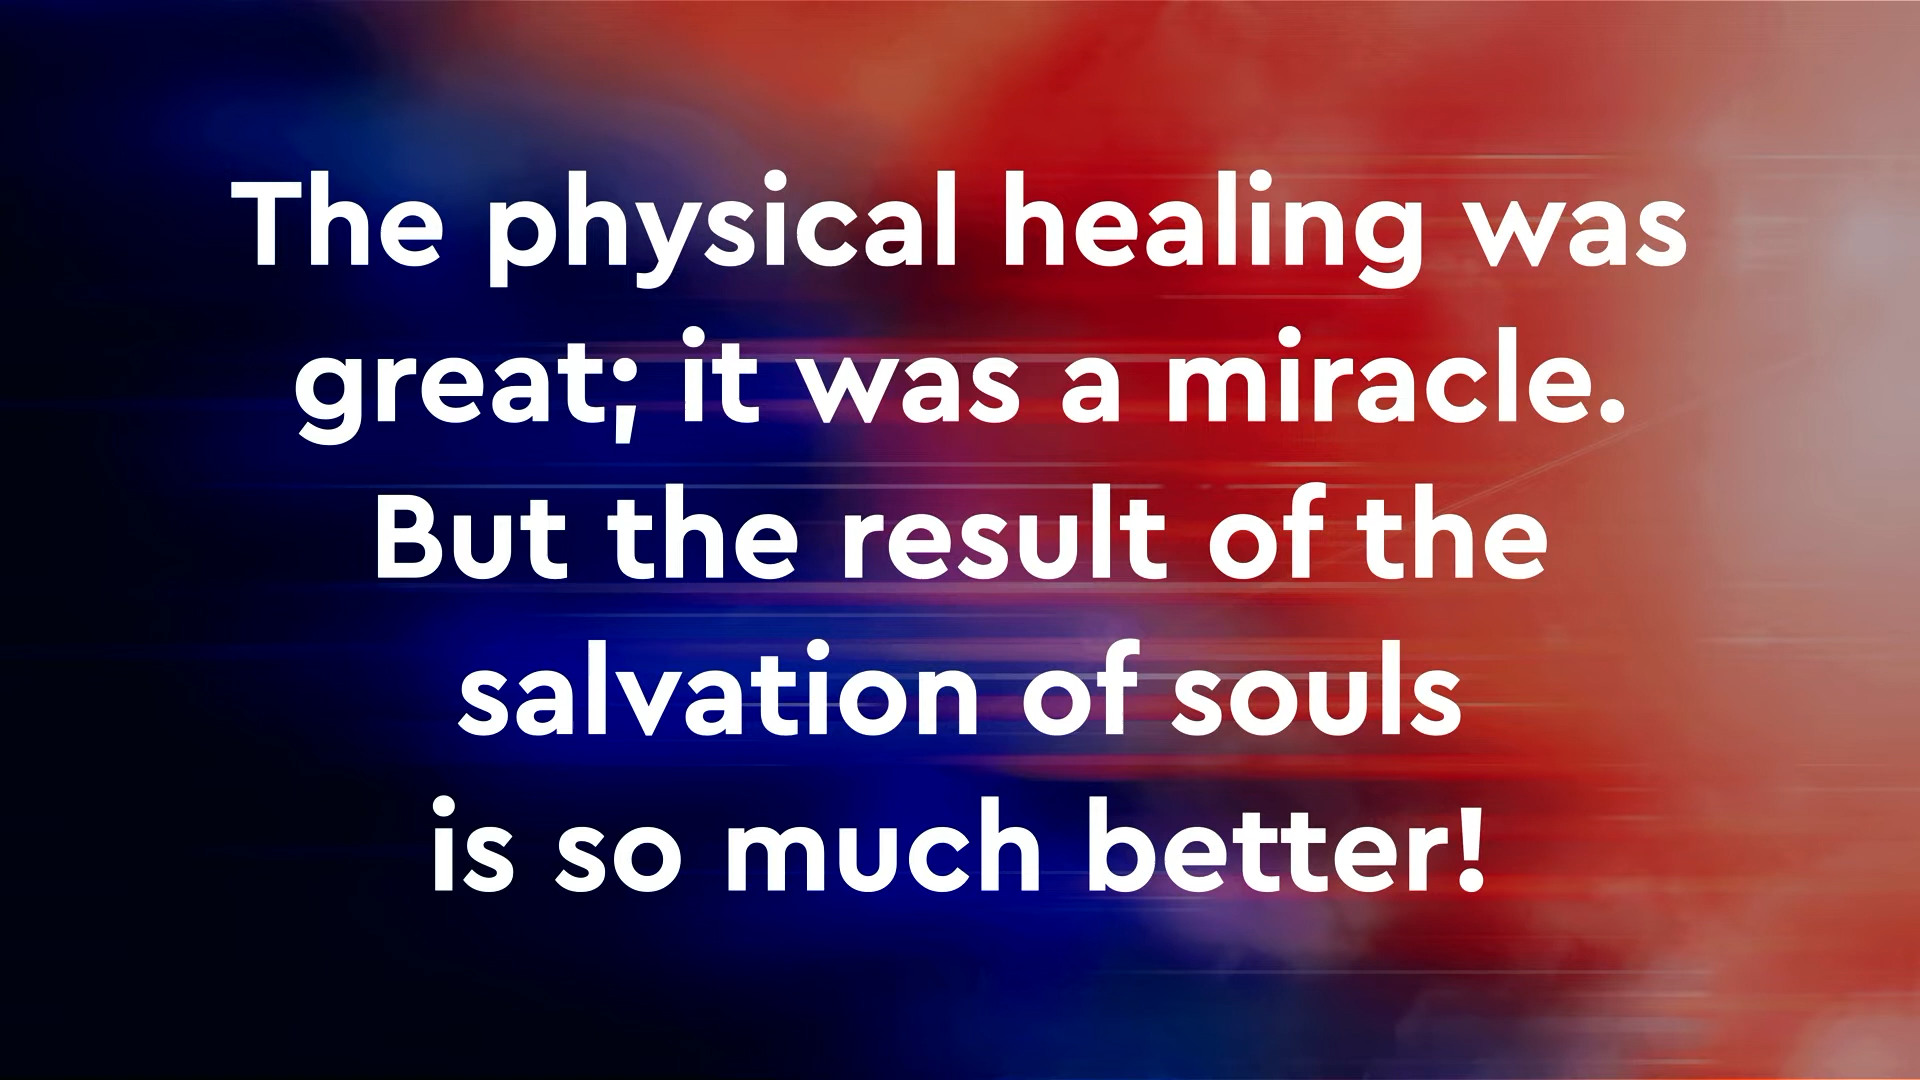 The physical healing was
great; it was a miracle.
But the result of the
salvation of souls
is so much better!